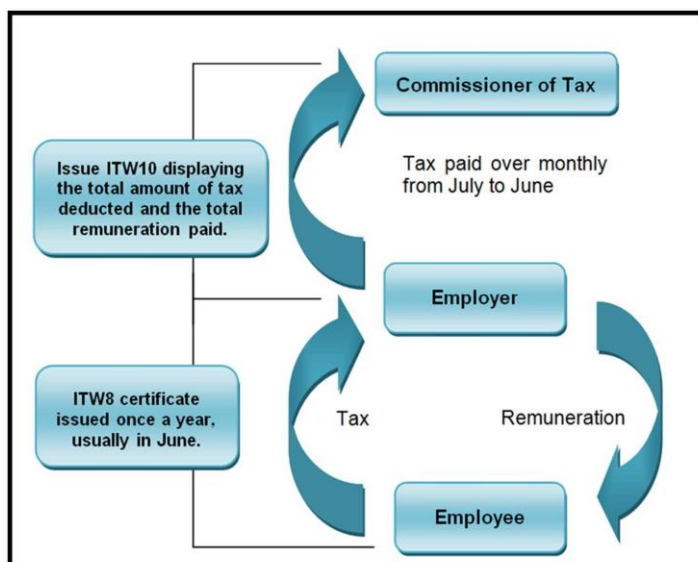 Commissioner of Tax
Issue ITW10 displaying
the total amount of tax
deducted and the total
remuneration paid.
Tax paid over monthly
from July to June
Employer
ITW8 certificate
issued once a year,
usually in June.
Tax
Remuneration
Employee